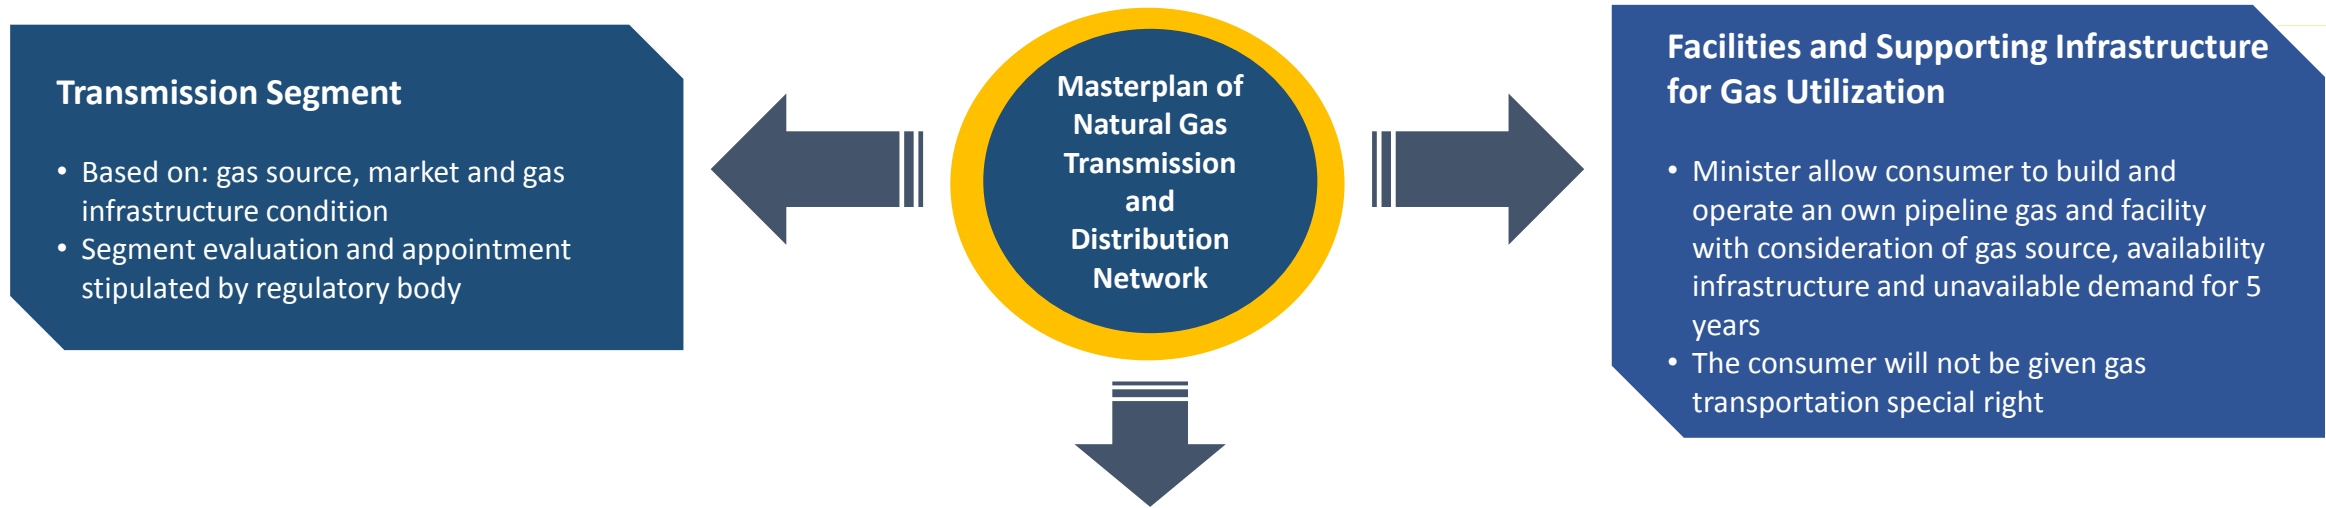 Transmission Segment
• Based on: gas source, market and gas
infrastructure condition
• Segment evaluation and appointment
stipulated by regulatory body
Masterplan of
Natural Gas
Transmission
and
Distribution
Network
Facilities and Supporting Infrastructure
for Gas Utilization
• Minister allow consumer to build and
operate an own pipeline gas and facility
with consideration of gas source, availability
infrastructure and unavailable demand for 5
years
• The consumer will not be given gas
transportation special right